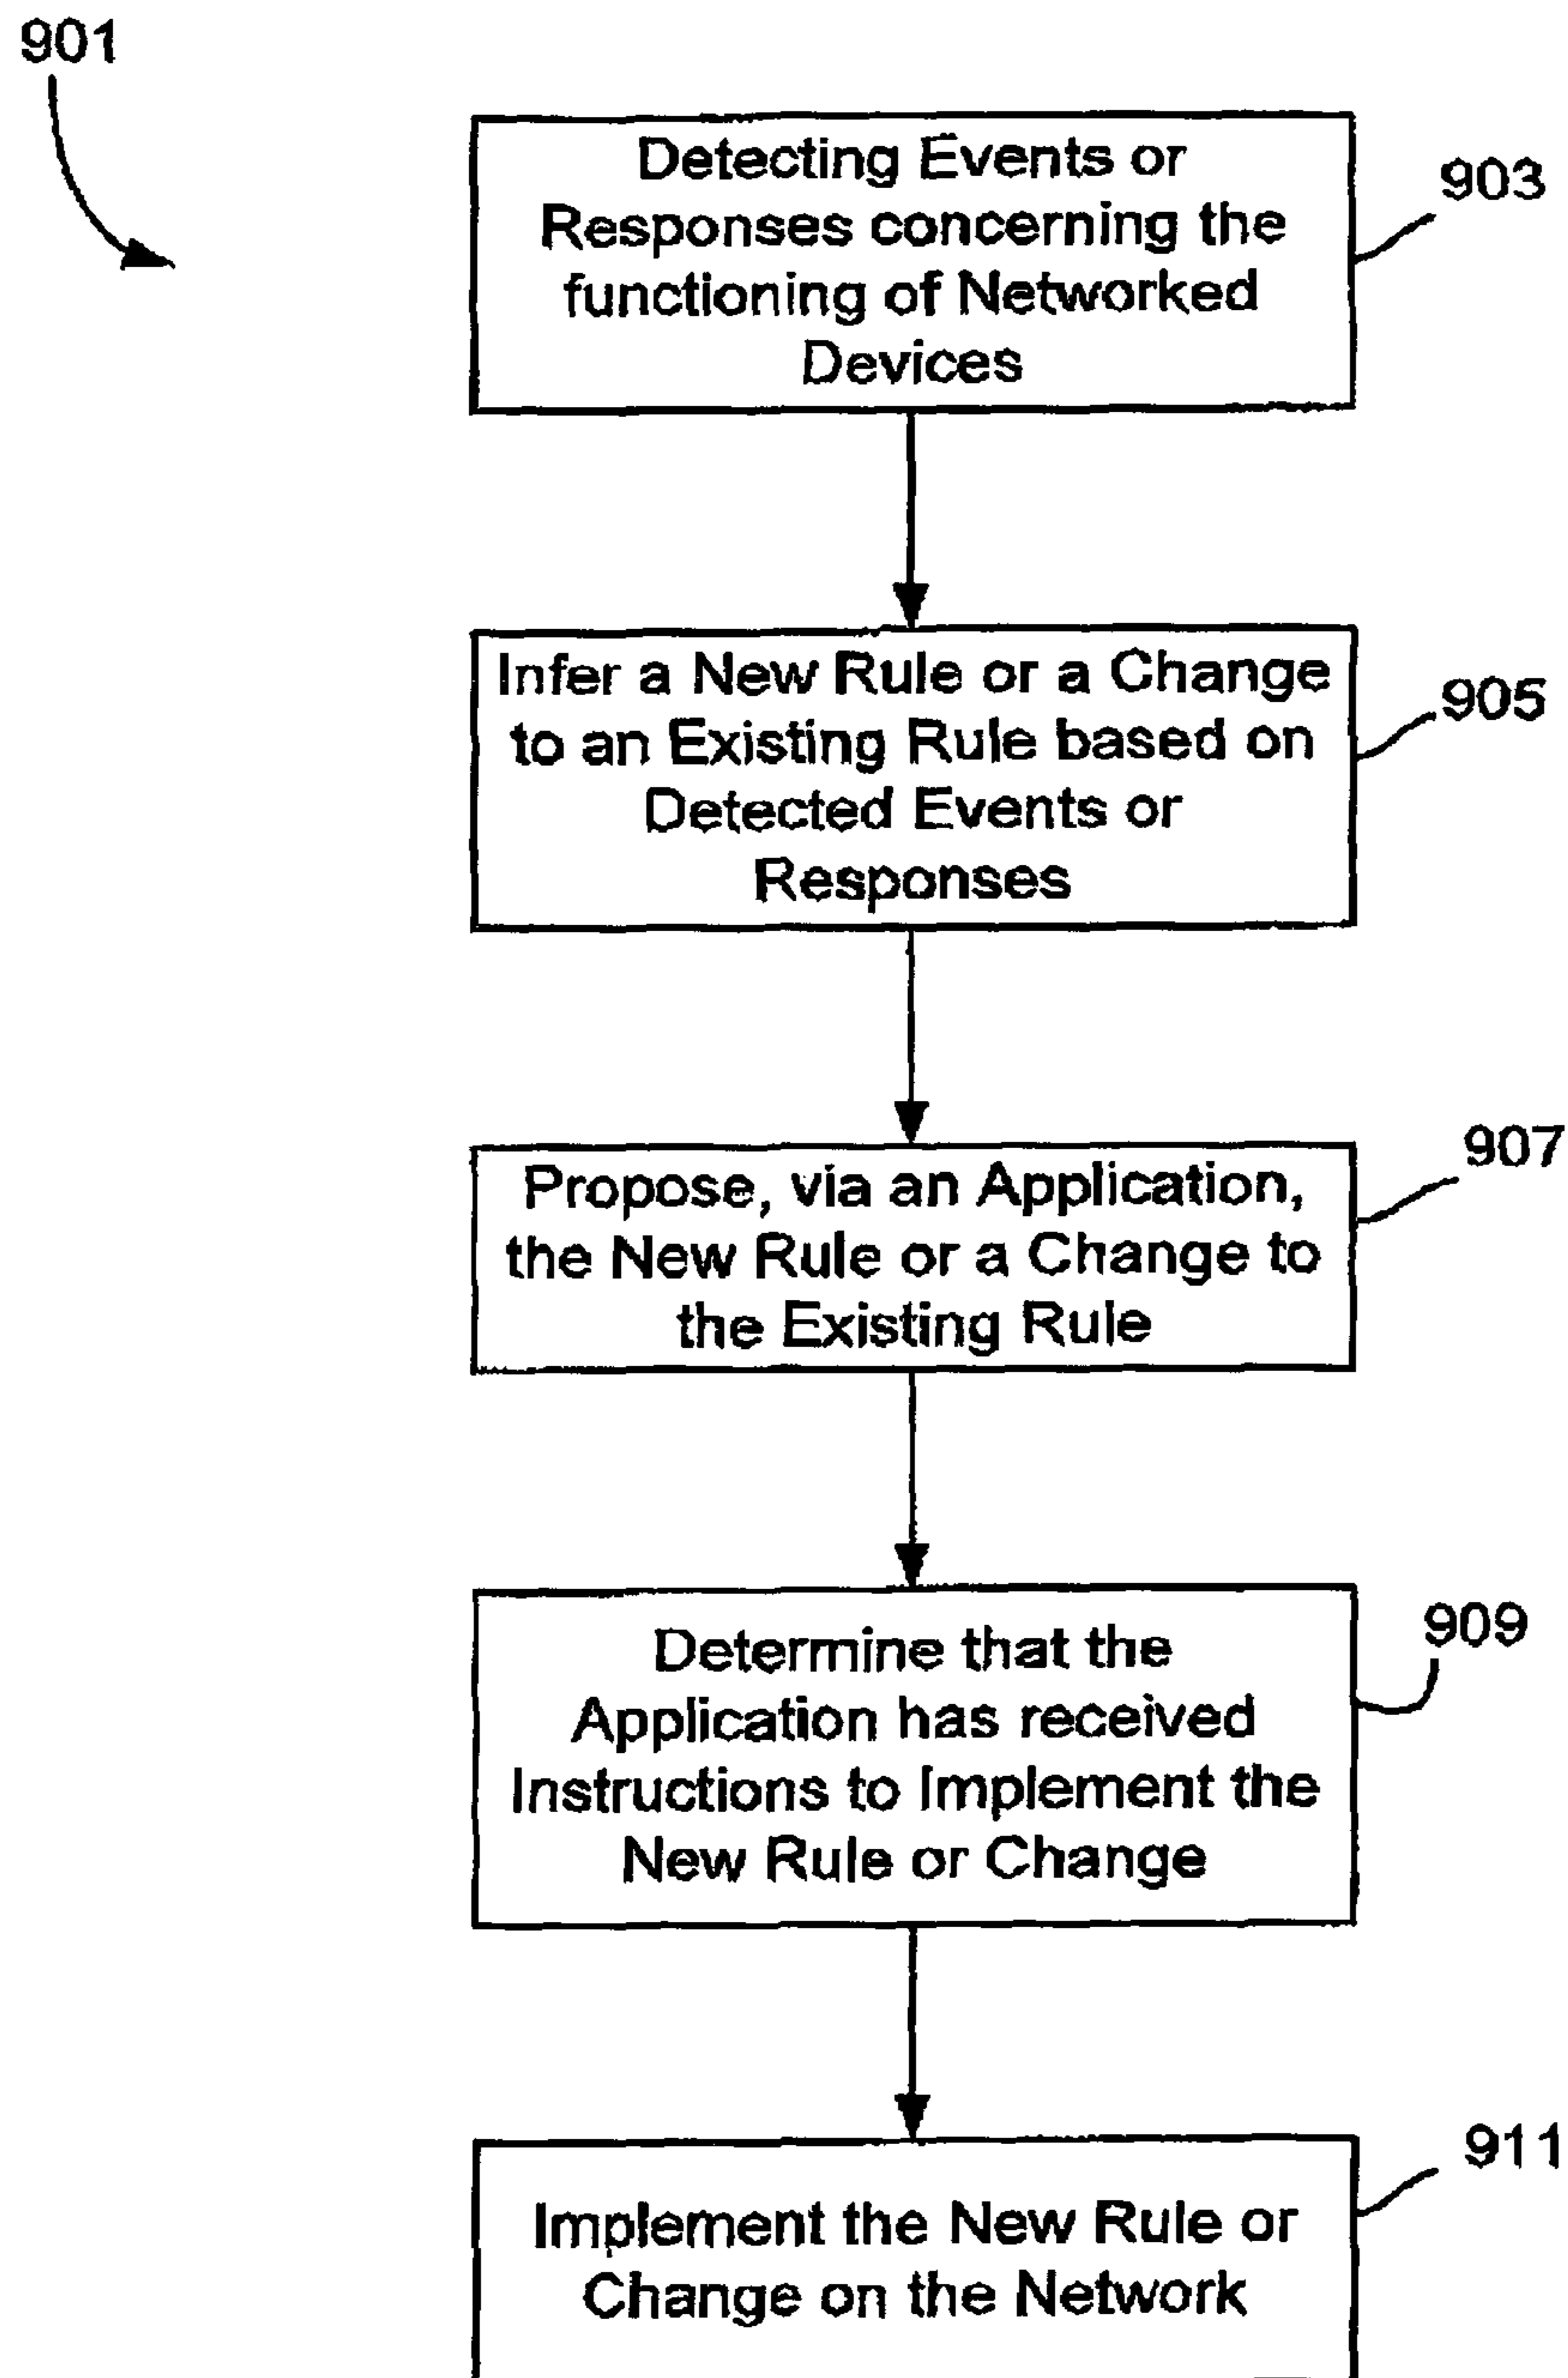 901
Detecting Events or
Responses concerning the
functioning of Networked
Devices
903
Infer a New Rule or a Change
to an Existing Rule based on
Detected Events or
Responses
905
Propose, via an Application,
the New Rule or a Change to
the Existing Rule
907
Determine that the
Application has received
Instructions to Implement the
New Rule or Change
909
Implement the New Rule or
Change on the Network
911